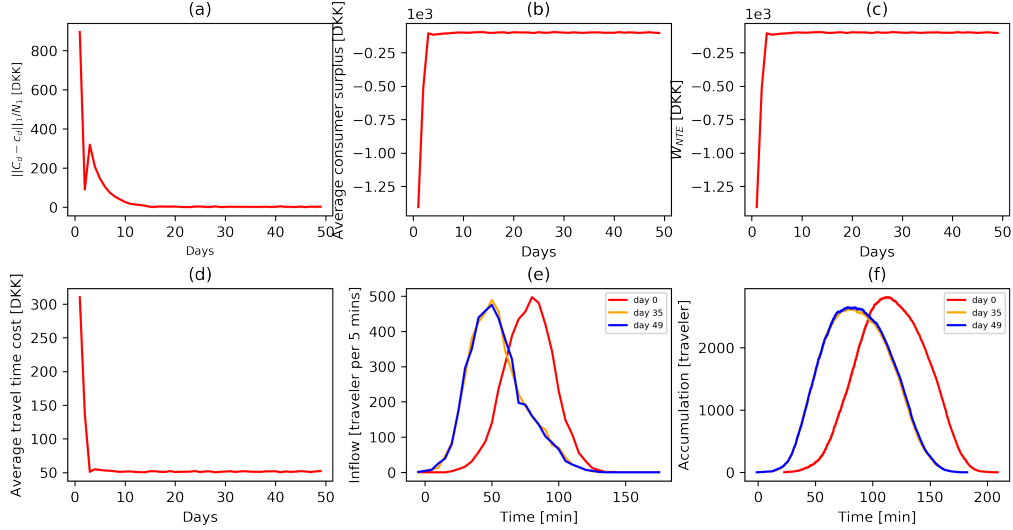 (a)
||C_d − c_d||_1/N_1 [DKK]
800
600
400
200
0
0 10 20 30 40 50
Days
(b)
1e3
Average consumer surplus [DKK]
−0.25
−0.50
−0.75
−1.00
−1.25
0 10 20 30 40 50
Days
(c)
1e3
W_NTE [DKK]
−0.25
−0.50
−0.75
−1.00
−1.25
0 10 20 30 40 50
Days
(d)
Average travel time cost [DKK]
300
250
200
150
100
50
0 10 20 30 40 50
Days
(e)
Inflow [traveler per 5 mins]
500
400
300
200
100
0
day 0
day 35
day 49
0 50 100 150
Time [min]
(f)
Accumulation [traveler]
2000
1000
0
day 0
day 35
day 49
0 50 100 150 200
Time [min]